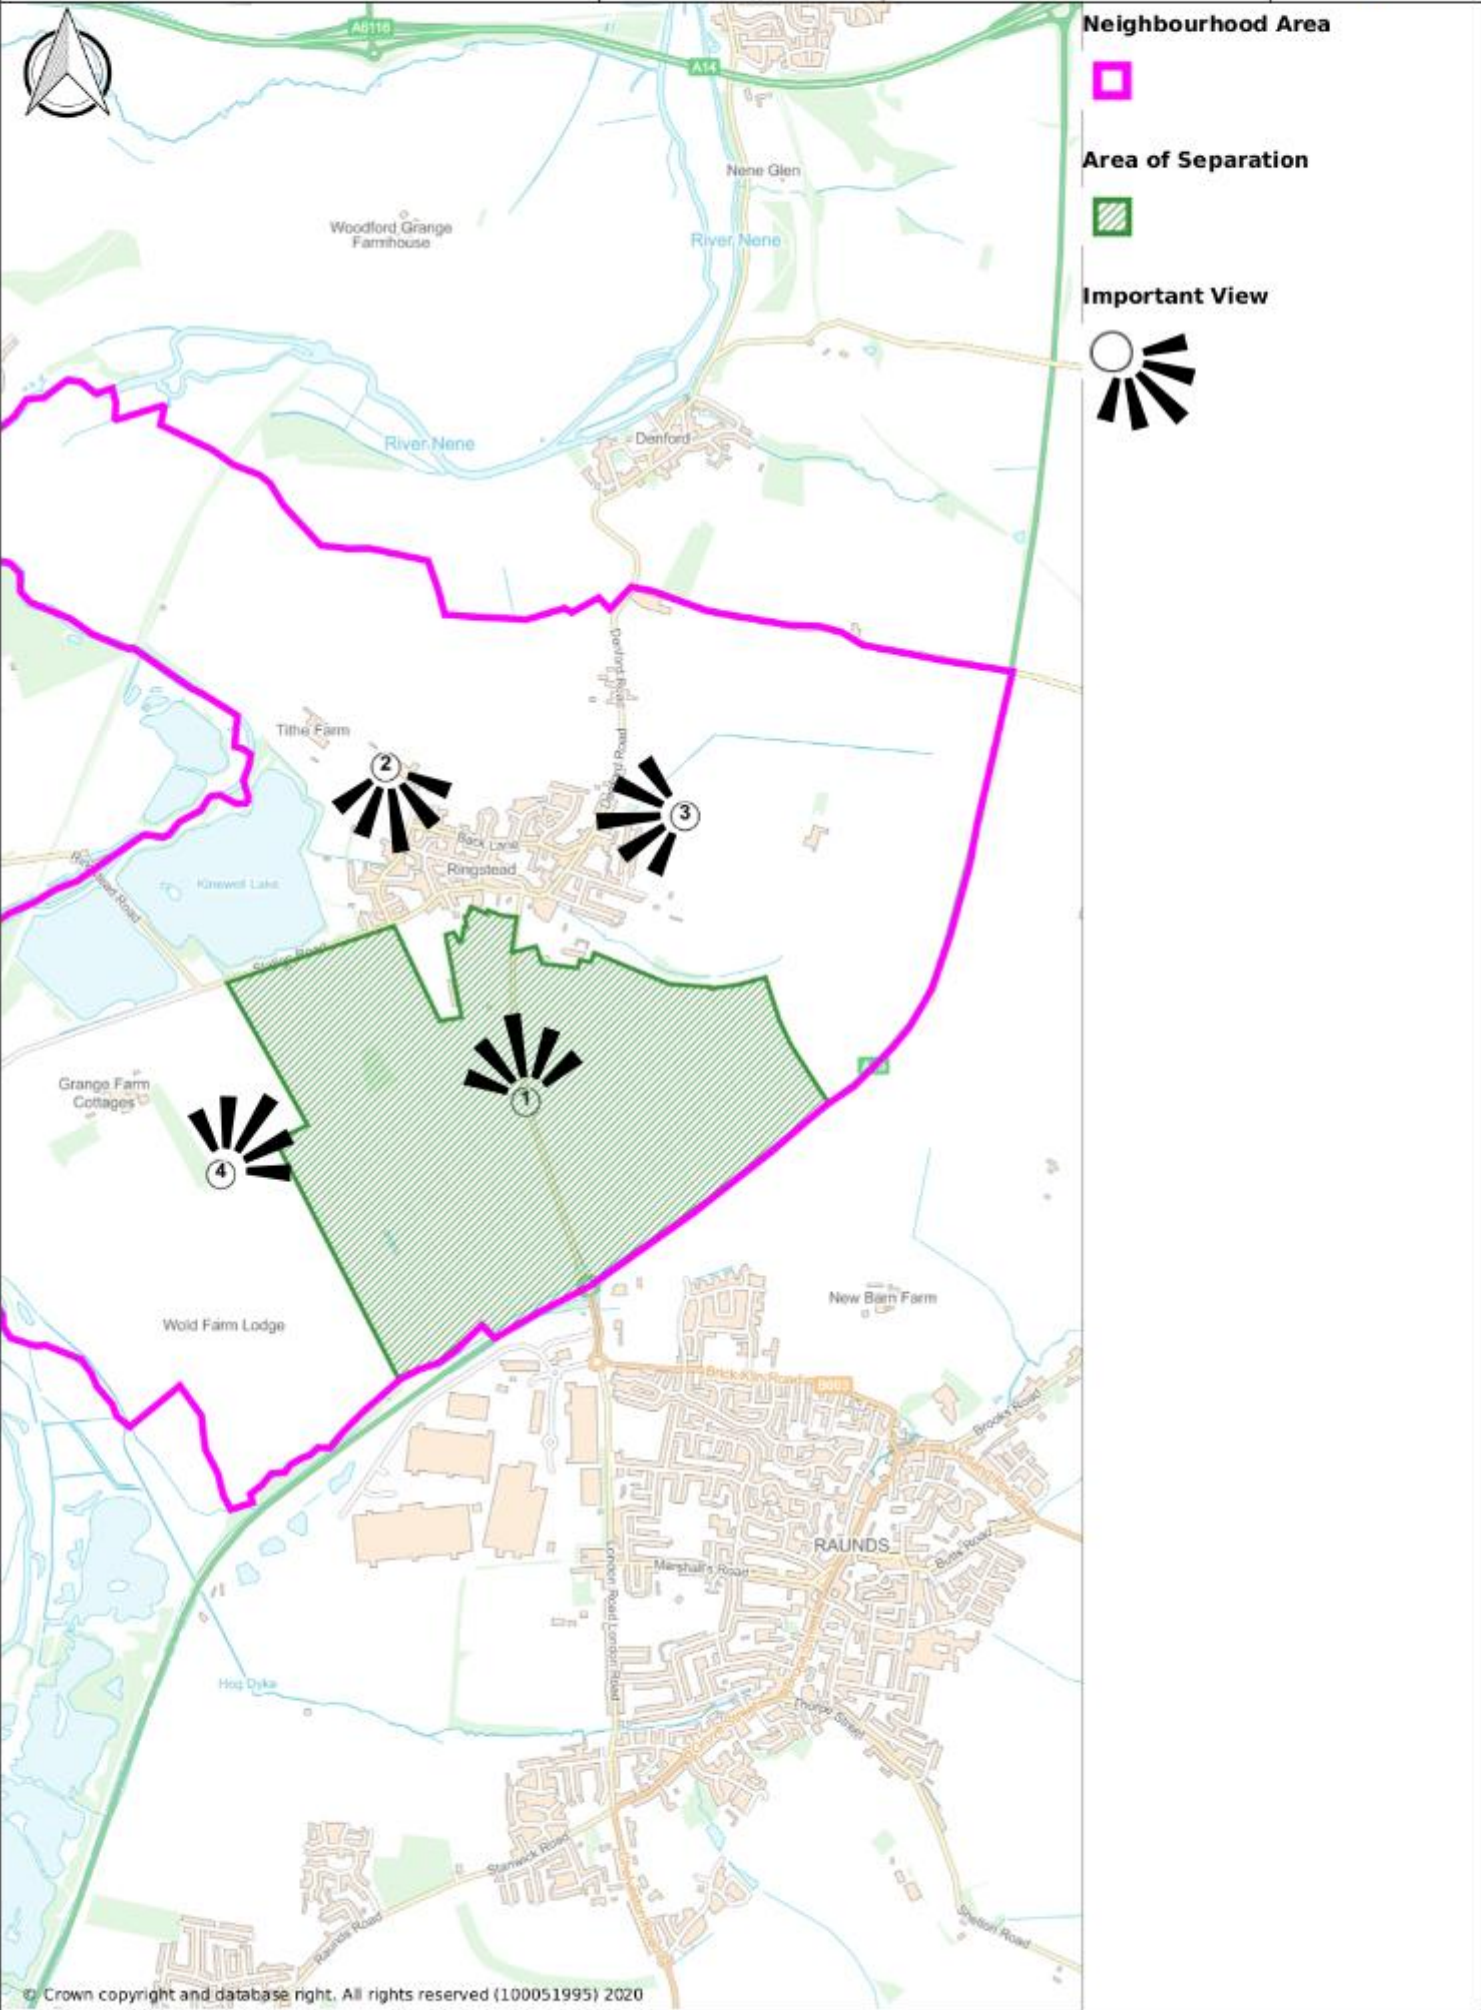 A6116
A14
Neighbourhood Area
Area of Separation
Important View
Nene Glen
Woodford Grange
Farmhouse
River Nene
River Nene
Denford
Denford Road
Tithe Farm
2
3
Back Lane
Ringstead
Kinewell Lake
Ringstead Road
Station Road
Grange Farm
Cottages
1
4
Wold Farm Lodge
New Barn Farm
Brick Kiln Road
B663
Brooks Road
RAUNDS
Butts Road
Marshall's Road
London Road London Road
Hog Dyke
Thorpe Street
Stanwick Road
Raunds Road
Chelveston Road
Shelton Road
© Crown copyright and database right. All rights reserved (100051995) 2020